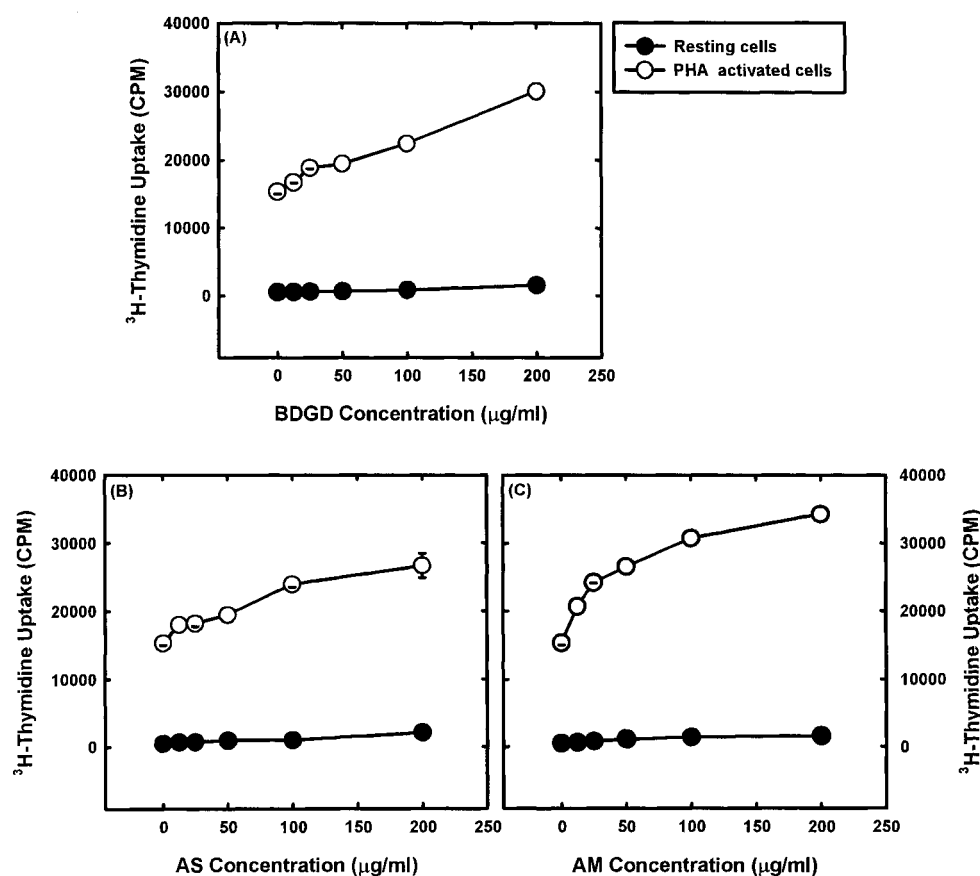 (A)
Resting cells
PHA activated cells
40000
30000
20000
10000
0
³H-Thymidine Uptake (CPM)
0 50 100 150 200 250
BDGD Concentration (µg/ml)
(B)
40000
30000
20000
10000
0
³H-Thymidine Uptake (CPM)
0 50 100 150 200 250
AS Concentration (µg/ml)
(C)
40000
30000
20000
10000
0
³H-Thymidine Uptake (CPM)
0 50 100 150 200 250
AM Concentration (µg/ml)